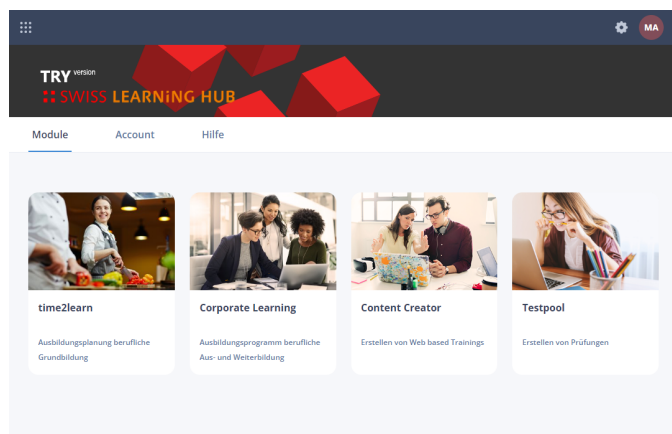 MA
TRY version
SWISS LEARNiNG HUB
Module Account Hilfe
time2learn
Ausbildungsplanung berufliche
Grundbildung
Corporate Learning
Ausbildungsprogramm berufliche
Aus- und Weiterbildung
Content Creator
Erstellen von Web based Trainings
Testpool
Erstellen von Prüfungen